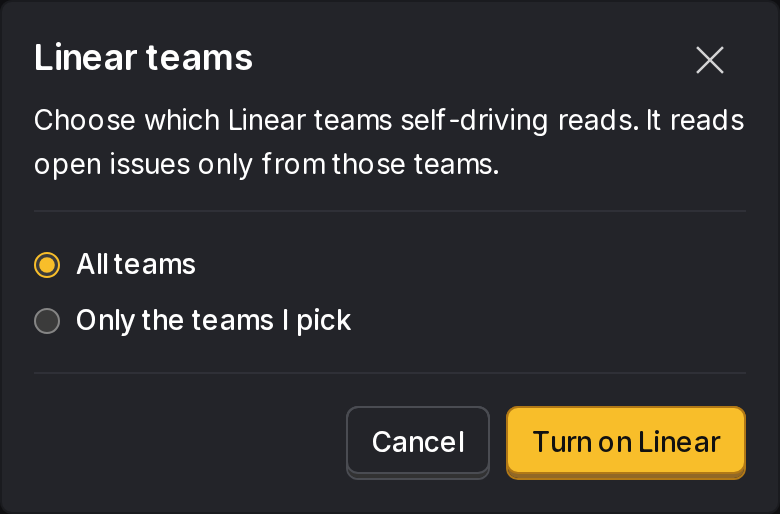 Linear teams
Choose which Linear teams self-driving reads. It reads
open issues only from those teams.
All teams
Only the teams I pick
Cancel
Turn on Linear